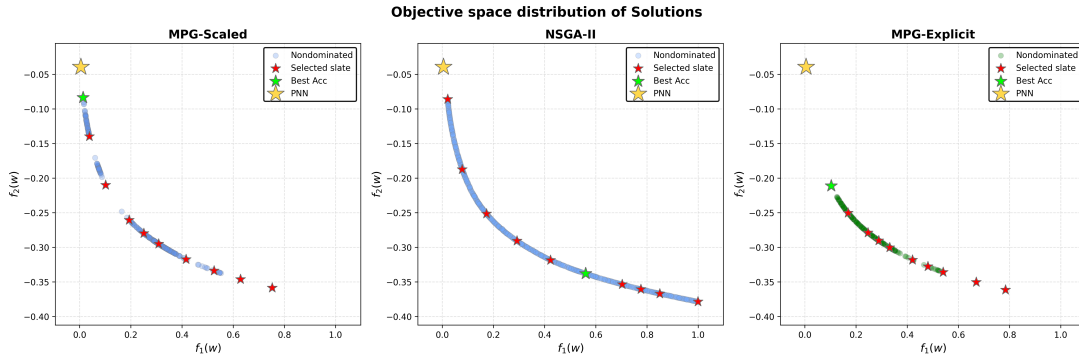 Objective space distribution of Solutions
MPG-Scaled
Nondominated
Selected slate
Best Acc
PNN
−0.05
−0.10
−0.15
−0.20
−0.25
−0.30
−0.35
−0.40
f₂(w)
0.0 0.2 0.4 0.6 0.8 1.0
f₁(w)
NSGA-II
Nondominated
Selected slate
Best Acc
PNN
−0.05
−0.10
−0.15
−0.20
−0.25
−0.30
−0.35
−0.40
f₂(w)
0.0 0.2 0.4 0.6 0.8 1.0
f₁(w)
MPG-Explicit
Nondominated
Selected slate
Best Acc
PNN
−0.05
−0.10
−0.15
−0.20
−0.25
−0.30
−0.35
−0.40
f₂(w)
0.0 0.2 0.4 0.6 0.8 1.0
f₁(w)